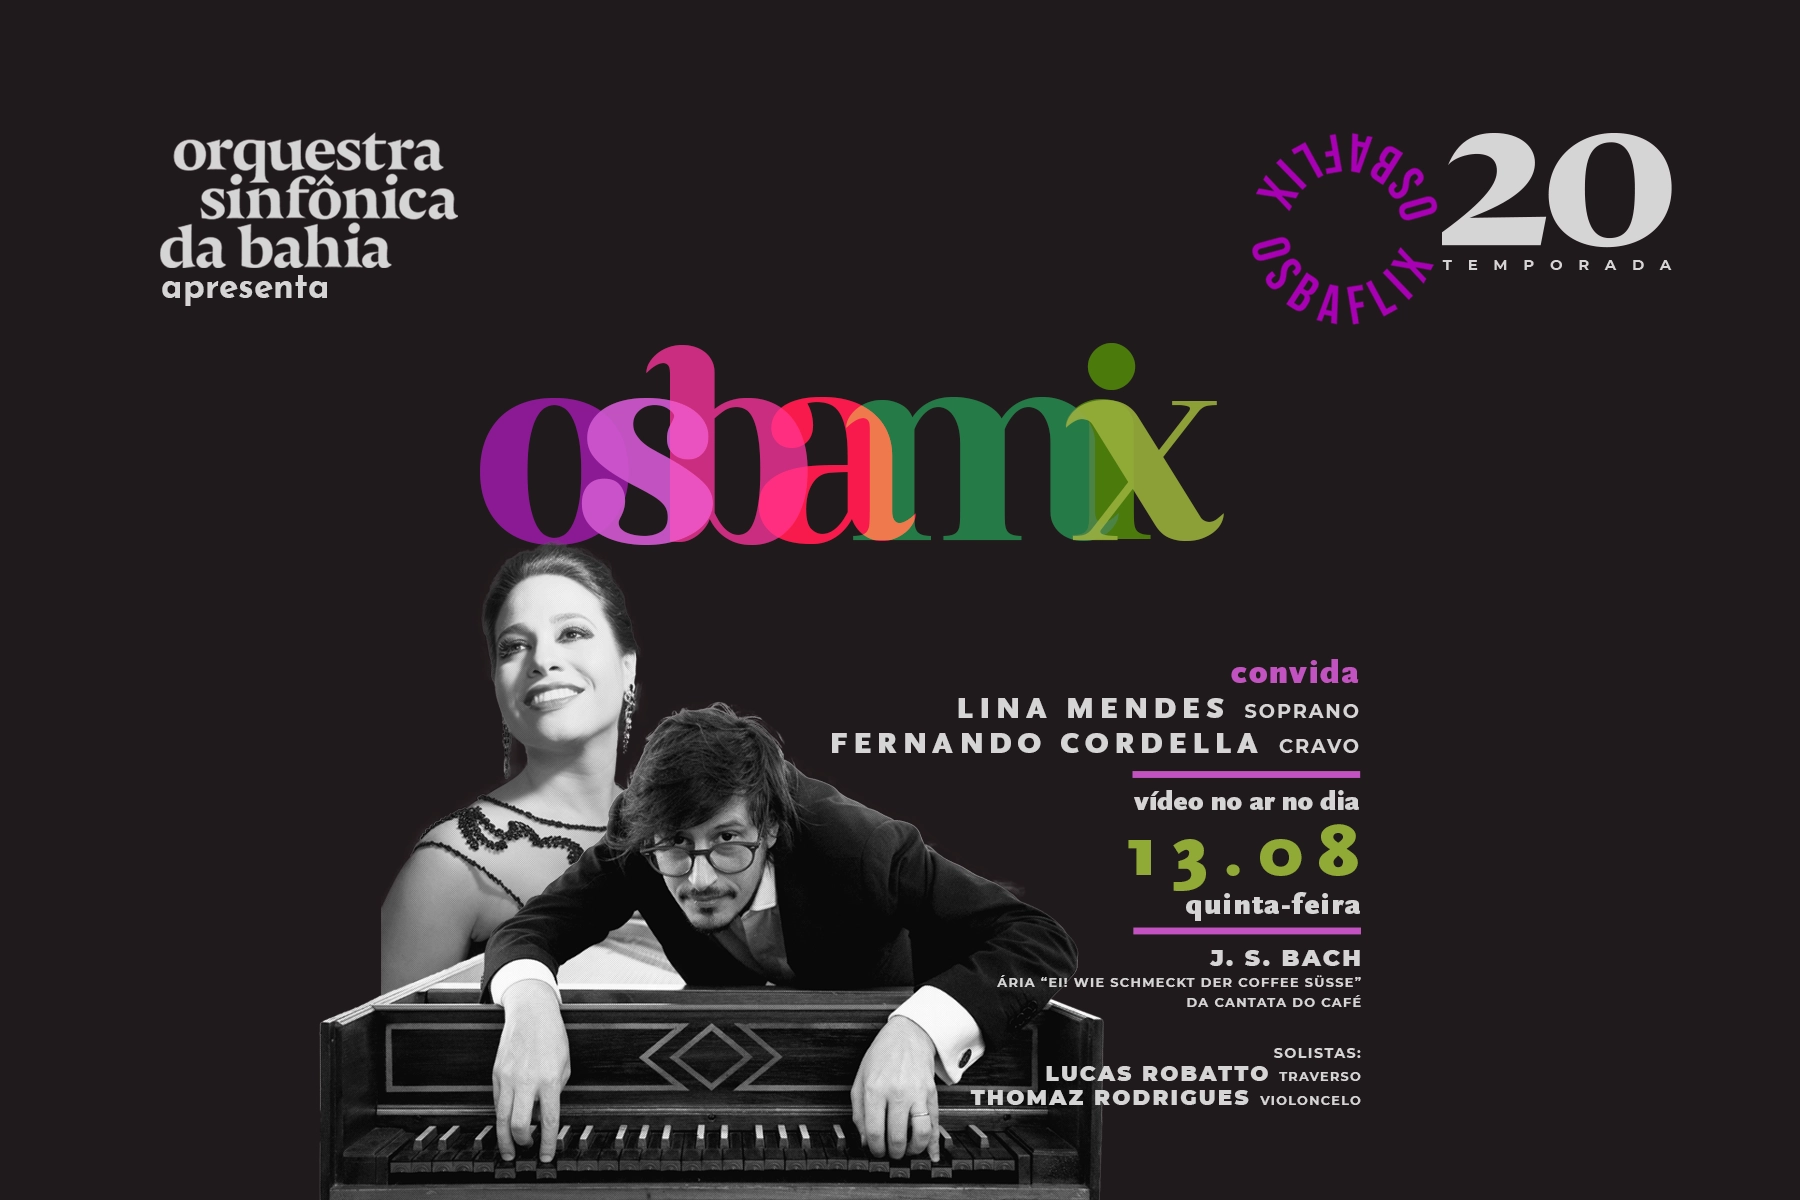 orquestra
sinfônica
da bahia
apresenta
OSBAFLIX
OSBAFLIX
20
TEMPORADA
osbamix
convida
LINA MENDES SOPRANO
FERNANDO CORDELLA CRAVO
vídeo no ar no dia
13.08
quinta-feira
J. S. BACH
ÁRIA “EI! WIE SCHMECKT DER COFFEE SÜSSE”
DA CANTATA DO CAFÉ
SOLISTAS:
LUCAS ROBATTO TRAVERSO
THOMAZ RODRIGUES VIOLONCELO